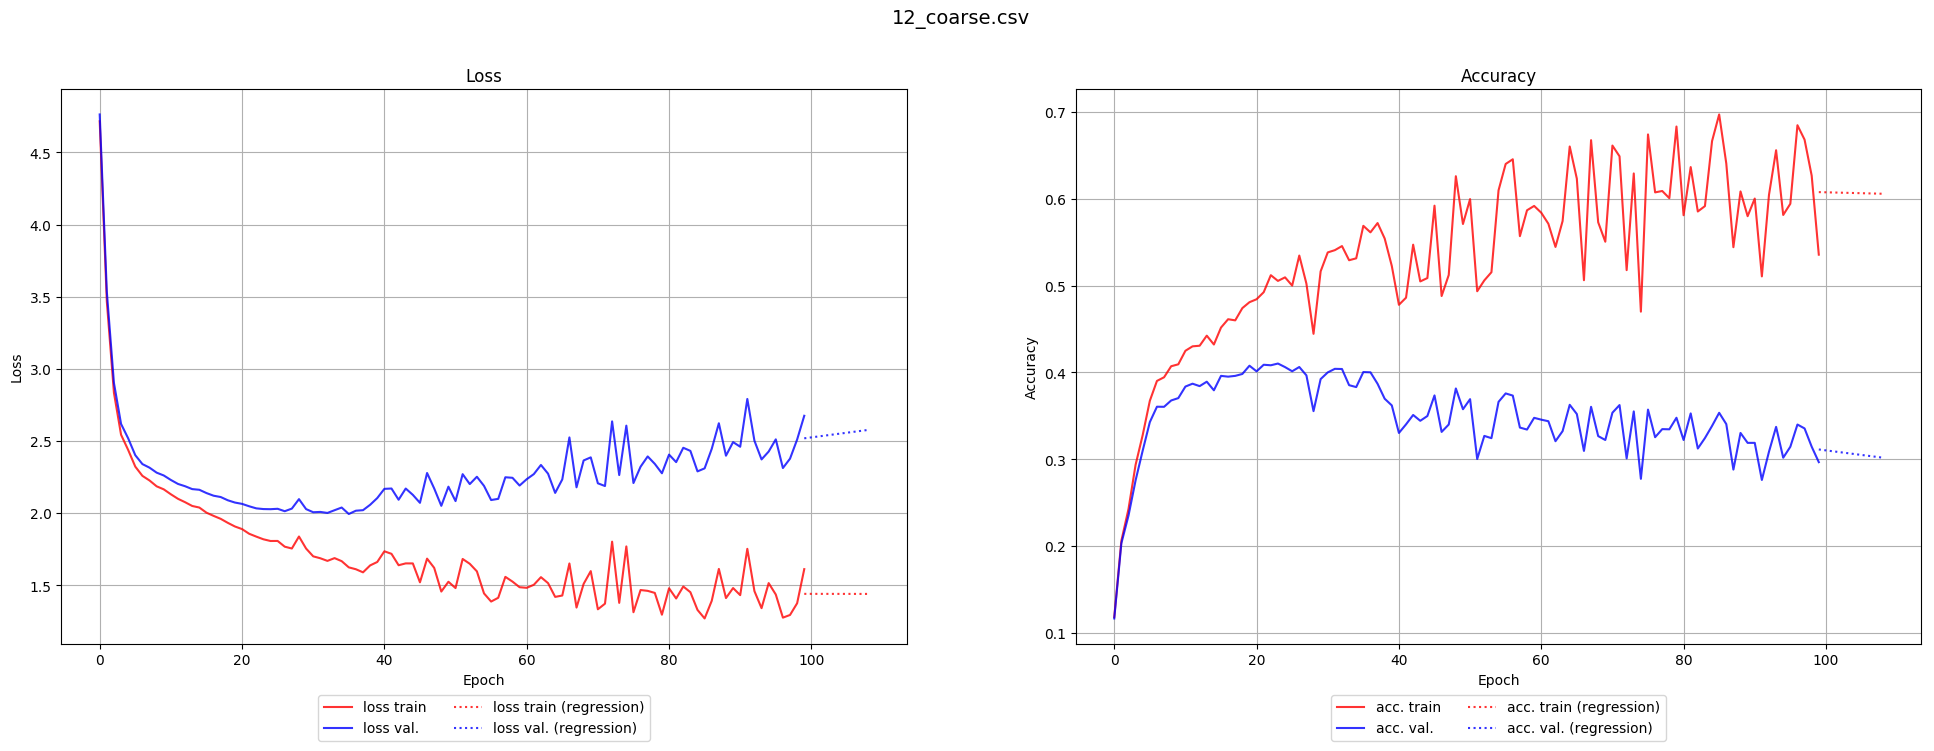 12_coarse.csv
Loss
Loss
4.5
4.0
3.5
3.0
2.5
2.0
1.5
0 20 40 60 80 100
Epoch
loss train loss train (regression)
loss val. loss val. (regression)
Accuracy
Accuracy
0.7
0.6
0.5
0.4
0.3
0.2
0.1
0 20 40 60 80 100
Epoch
acc. train acc. train (regression)
acc. val. acc. val. (regression)